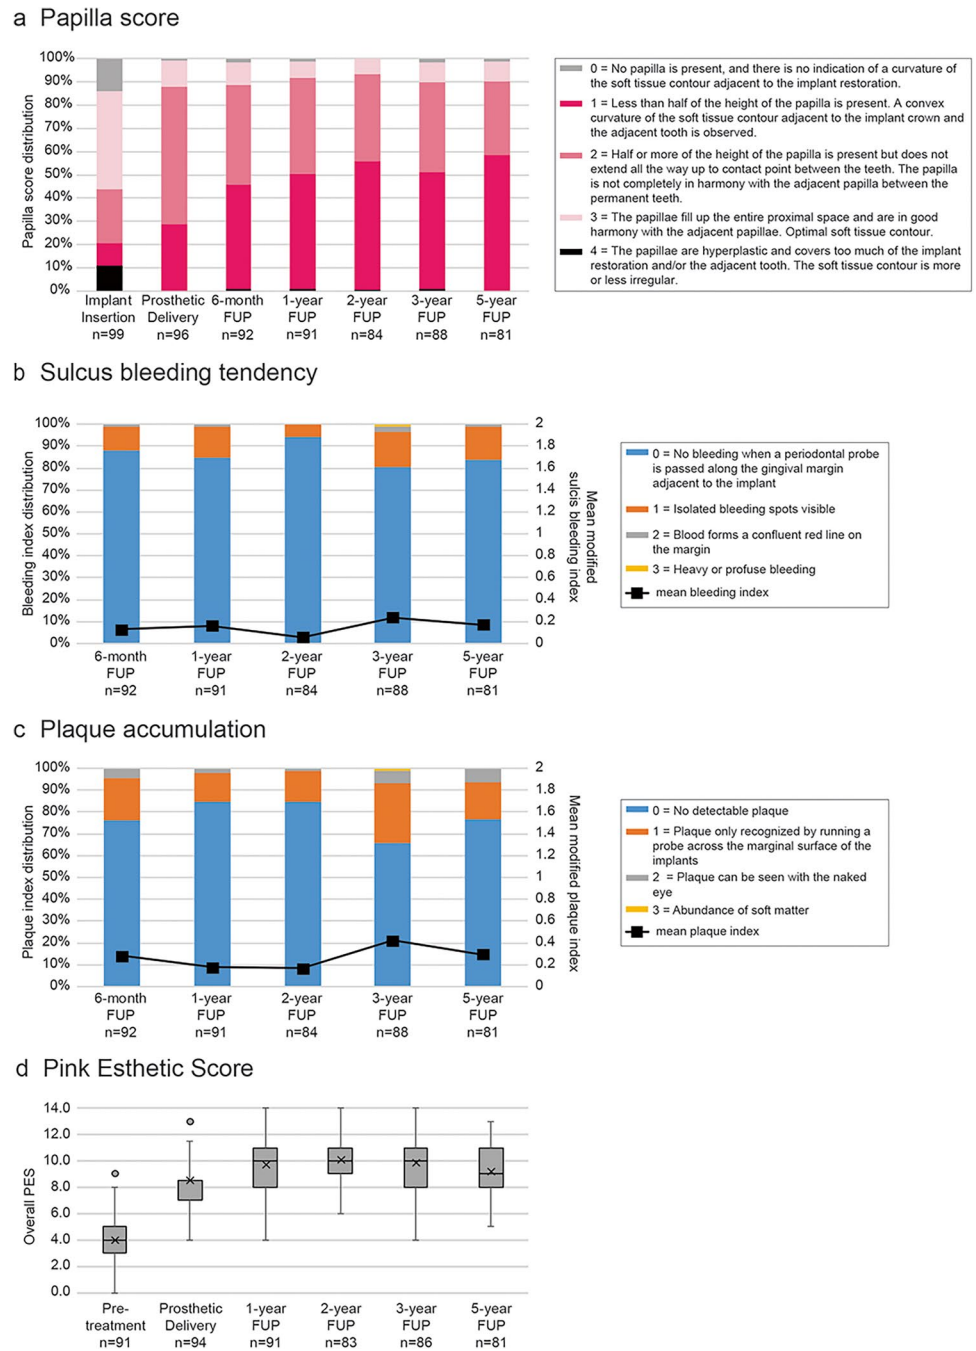 a Papilla score
100%
90%
80%
70%
60%
50%
40%
30%
20%
10%
0%
Papilla score distribution
Implant Insertion n=99
Prosthetic Delivery n=96
6-month FUP n=92
1-year FUP n=91
2-year FUP n=84
3-year FUP n=88
5-year FUP n=81
0 = No papilla is present, and there is no indication of a curvature of
the soft tissue contour adjacent to the implant restoration.
1 = Less than half of the height of the papilla is present. A convex
curvature of the soft tissue contour adjacent to the implant crown and
the adjacent tooth is observed.
2 = Half or more of the height of the papilla is present but does not
extend all the way up to contact point between the teeth. The papilla
is not completely in harmony with the adjacent papilla between the
permanent teeth.
3 = The papillae fill up the entire proximal space and are in good
harmony with the adjacent papillae. Optimal soft tissue contour.
4 = The papillae are hyperplastic and covers too much of the implant
restoration and/or the adjacent tooth. The soft tissue contour is more
or less irregular.
b Sulcus bleeding tendency
100%
90%
80%
70%
60%
50%
40%
30%
20%
10%
0%
Bleeding index distribution
2
1.8
1.6
1.4
1.2
1
0.8
0.6
0.4
0.2
0
Mean modified
sulcis bleeding index
6-month FUP n=92
1-year FUP n=91
2-year FUP n=84
3-year FUP n=88
5-year FUP n=81
0 = No bleeding when a periodontal probe
is passed along the gingival margin
adjacent to the implant
1 = Isolated bleeding spots visible
2 = Blood forms a confluent red line on
the margin
3 = Heavy or profuse bleeding
mean bleeding index
c Plaque accumulation
100%
90%
80%
70%
60%
50%
40%
30%
20%
10%
0%
Plaque index distribution
2
1.8
1.6
1.4
1.2
1
0.8
0.6
0.4
0.2
0
Mean modified plaque index
6-month FUP n=92
1-year FUP n=91
2-year FUP n=84
3-year FUP n=88
5-year FUP n=81
0 = No detectable plaque
1 = Plaque only recognized by running a
probe across the marginal surface of the
implants
2 = Plaque can be seen with the naked
eye
3 = Abundance of soft matter
mean plaque index
d Pink Esthetic Score
14.0
12.0
10.0
8.0
6.0
4.0
2.0
0.0
Overall PES
Pre-treatment n=91
Prosthetic Delivery n=94
1-year FUP n=91
2-year FUP n=83
3-year FUP n=86
5-year FUP n=81